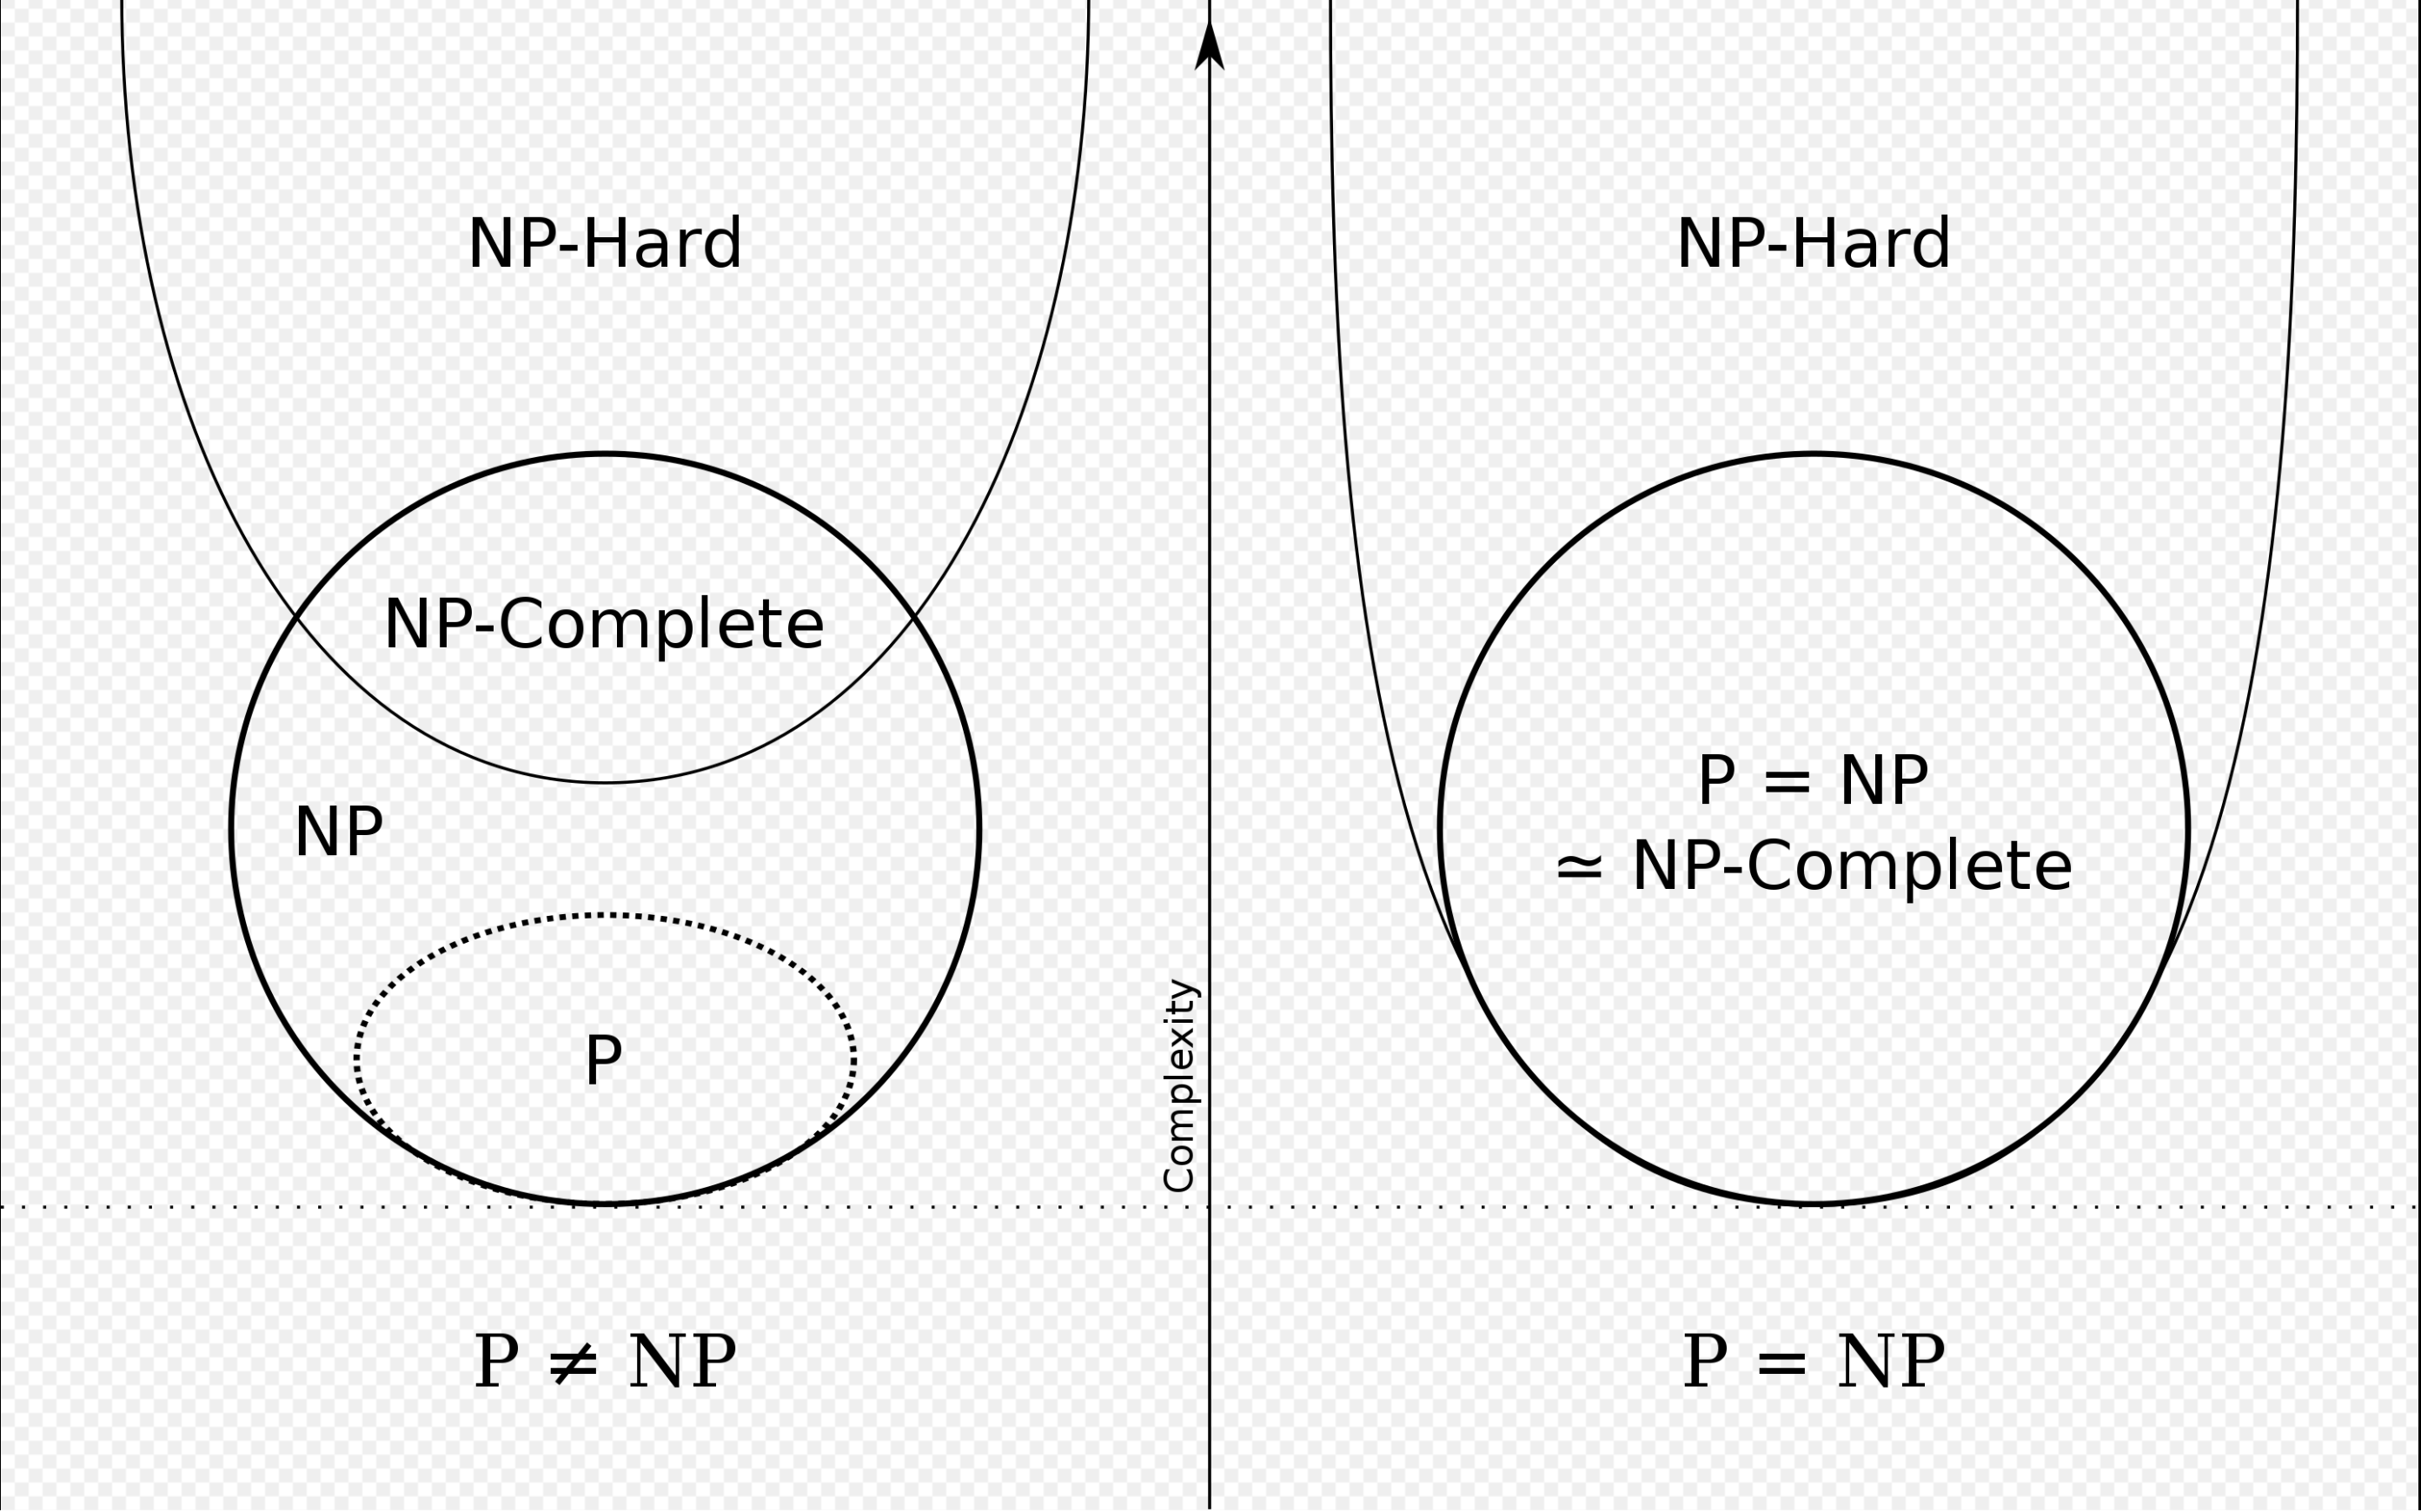 NP-Hard
NP-Complete
NP
P
P ≠ NP
Complexity
NP-Hard
P = NP
≃ NP-Complete
P = NP